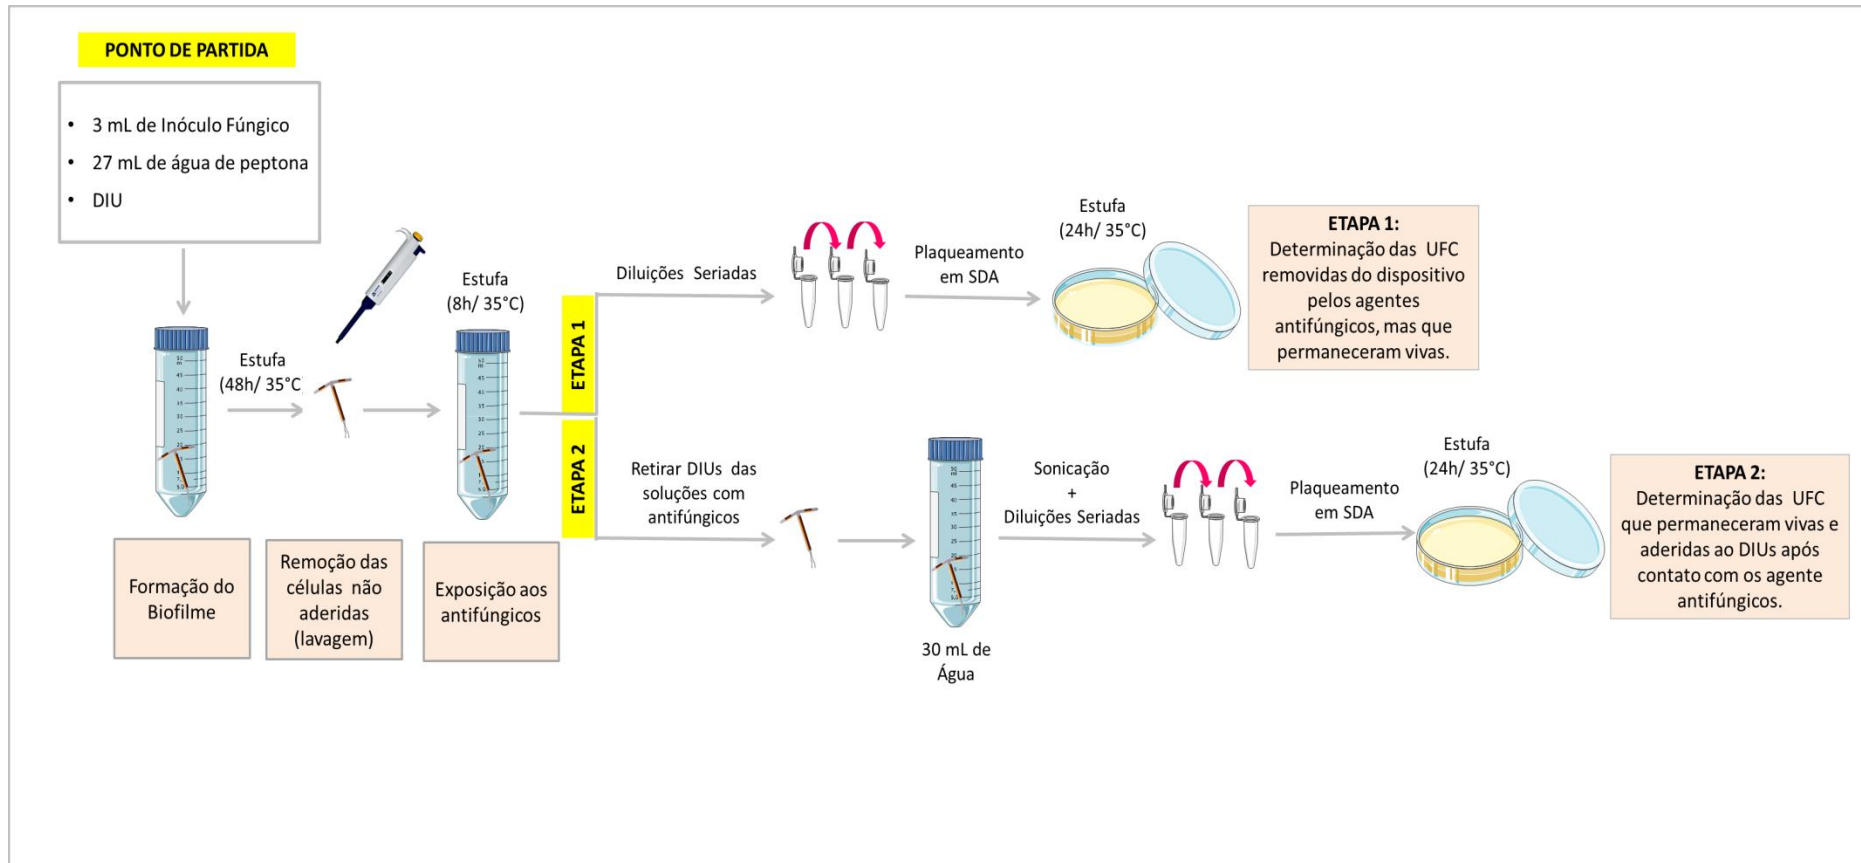 PONTO DE PARTIDA
• 3 mL de Inóculo Fúngico
• 27 mL de água de peptona
• DIU
Estufa
(48h/ 35°C
Estufa
(8h/ 35°C)
Formação do
Biofilme
Remoção das
células não
aderidas
(lavagem)
Exposição aos
antifúngicos
ETAPA 1
Diluições Seriadas
Plaqueamento
em SDA
Estufa
(24h/ 35°C)
ETAPA 1:
Determinação das UFC
removidas do dispositivo
pelos agentes
antifúngicos, mas que
permaneceram vivas.
ETAPA 2
Retirar DIUs das
soluções com
antifúngicos
30 mL de
Água
Sonicação
+
Diluições Seriadas
Plaqueamento
em SDA
Estufa
(24h/ 35°C)
ETAPA 2:
Determinação das UFC
que permaneceram vivas e
aderidas ao DIUs após
contato com os agente
antifúngicos.